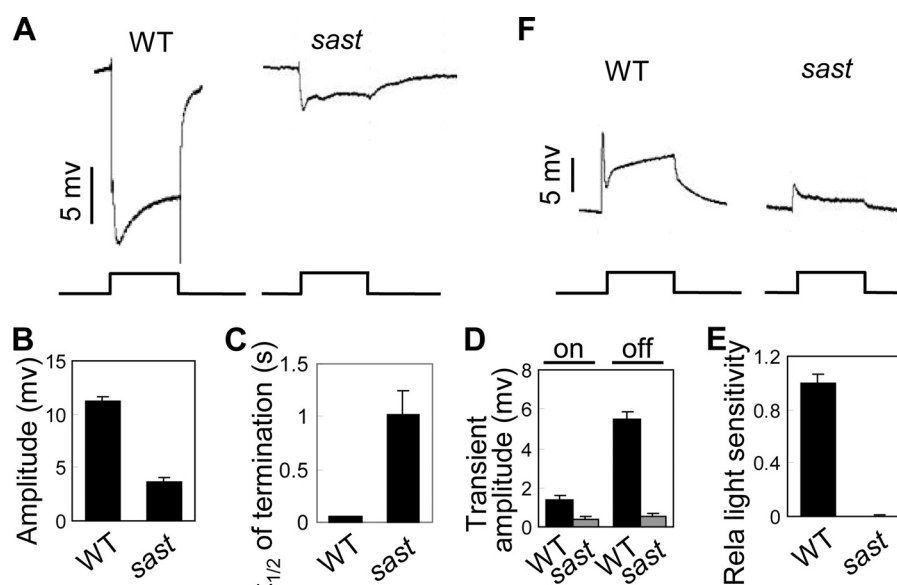 A
WT
sast
5 mv
F
WT
sast
5 mv
B
Amplitude (mv)
15
10
5
0
WT
sast
C
t1/2 of termination (s)
1.5
1
0.5
0
WT
sast
D
on
off
Transient
amplitude (mv)
8
6
4
2
0
WT
sast
WT
sast
E
Rela light sensitivity
1.2
0.8
0.4
0
WT
sast